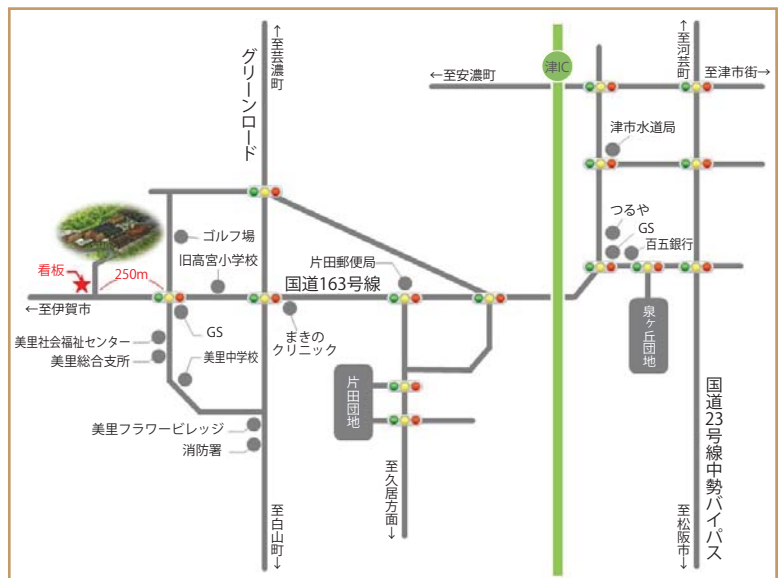 ↑至芸濃町
グリーンロード
津IC
←至安濃町
↑至河芸町
至津市街→
津市水道局
つるや
GS
百五銀行
泉ヶ丘団地
ゴルフ場
旧高宮小学校
片田郵便局
国道163号線
看板
250m
←至伊賀市
GS
まきの
クリニック
美里社会福祉センター
美里総合支所
美里中学校
片田団地
美里フラワービレッジ
消防署
至白山町↓
至久居方面↓
至松阪市↓
国道23号線中勢バイパス